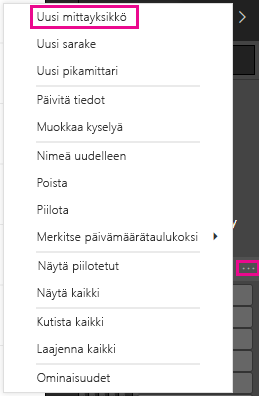 Uusi mittayksikkö
Uusi sarake
Uusi pikamittari
Päivitä tiedot
Muokkaa kyselyä
Nimeä uudelleen
Poista
Piilota
Merkitse päivämäärätaulukoksi
Näytä piilotetut
Näytä kaikki
Kutista kaikki
Laajenna kaikki
Ominaisuudet